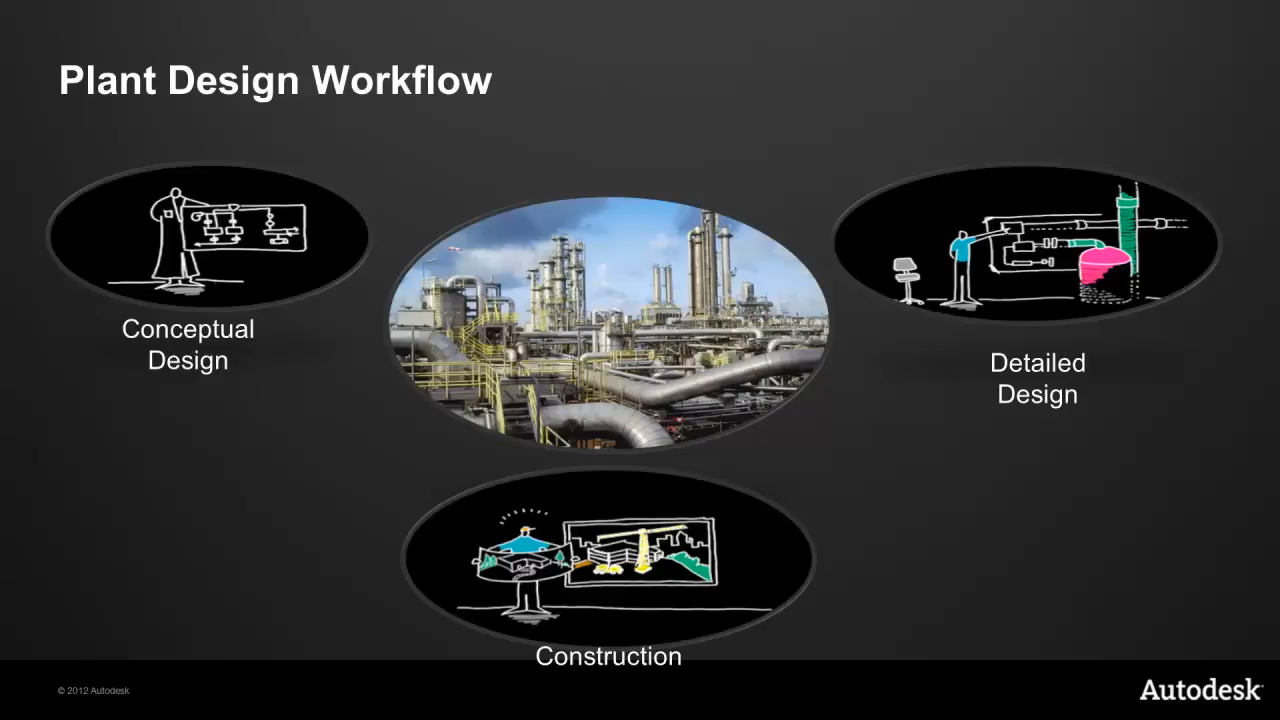 Plant Design Workflow
Conceptual
Design
Detailed
Design
Construction
© 2012 Autodesk
Autodesk